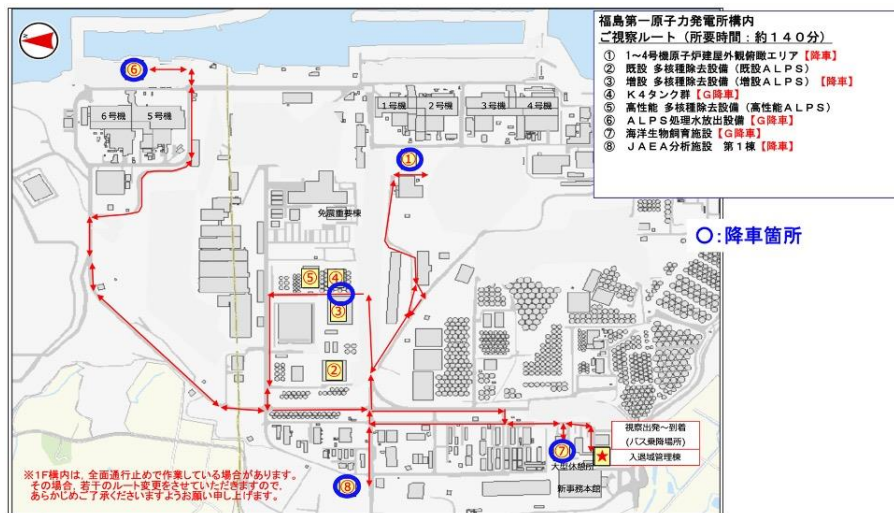 福島第一原子力発電所構内
ご視察ルート（所要時間：約１４０分）
① 1～4号機原子炉建屋外観俯瞰エリア【降車】
② 既設 多核種除去設備（既設ＡＬＰＳ）
③ 増設 多核種除去設備（増設ＡＬＰＳ）【降車】
④ Ｋ４タンク群【G降車】
⑤ 高性能 多核種除去設備（高性能ＡＬＰＳ）
⑥ ＡＬＰＳ処理水放出設備【G降車】
⑦ 海洋生物飼育施設【G降車】
⑧ ＪＡＥＡ分析施設 第１棟【降車】
○:降車箇所
⑥
6号機 5号機
1号機 2号機
3号機 4号機
①
免震重要棟
⑤ ④
③
②
⑦
大型休憩所
新事務本館
⑧
視察出発～到着
(バス乗降場所)
入退域管理棟
※１Ｆ構内は、全面通行止めで作業している場合があります。
その場合、若干のルート変更をさせていただきますので、
あらかじめご了承くださいますようお願い申し上げます。